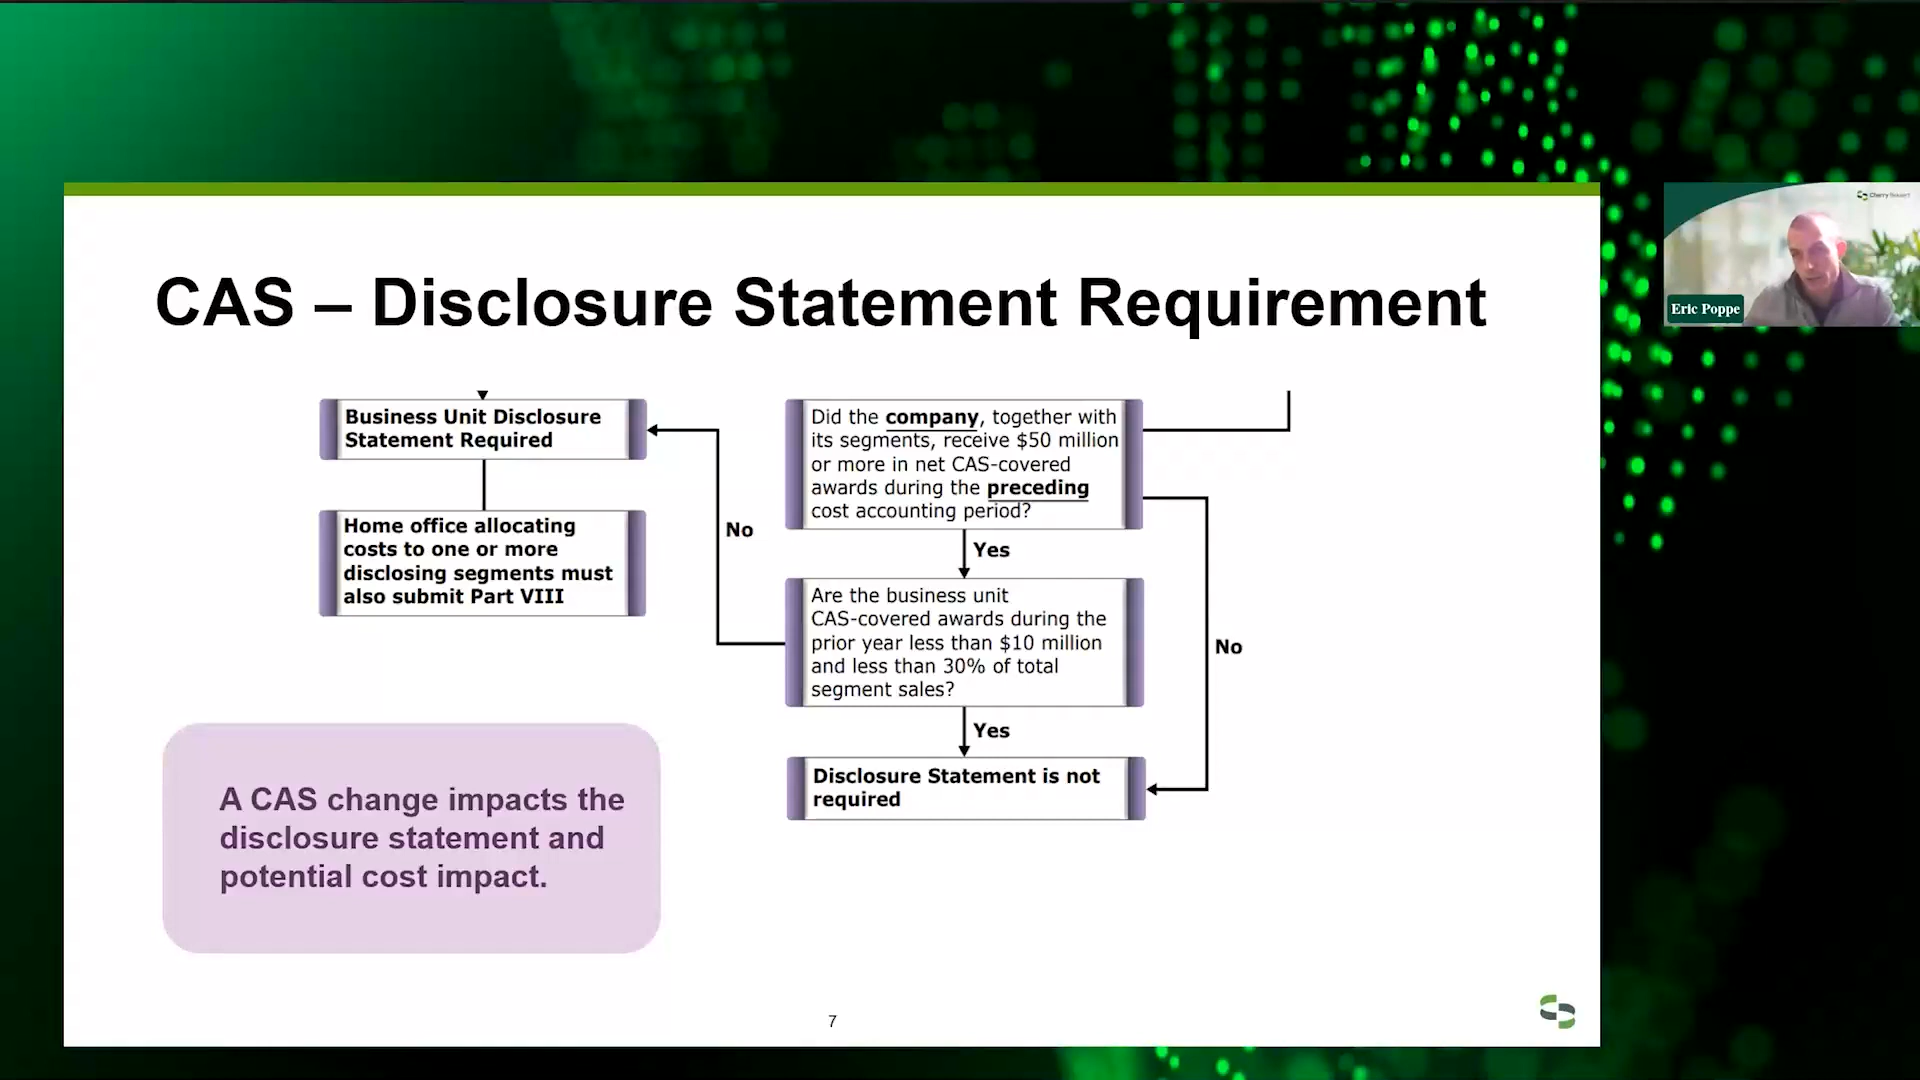 CAS – Disclosure Statement Requirement
Business Unit Disclosure
Statement Required
Home office allocating
costs to one or more
disclosing segments must
also submit Part VIII
Did the company, together with
its segments, receive $50 million
or more in net CAS-covered
awards during the preceding
cost accounting period?
No
Yes
Are the business unit
CAS-covered awards during the
prior year less than $10 million
and less than 30% of total
segment sales?
No
Yes
Disclosure Statement is not
required
A CAS change impacts the
disclosure statement and
potential cost impact.
7
Cherry Bekaert
Eric Poppe